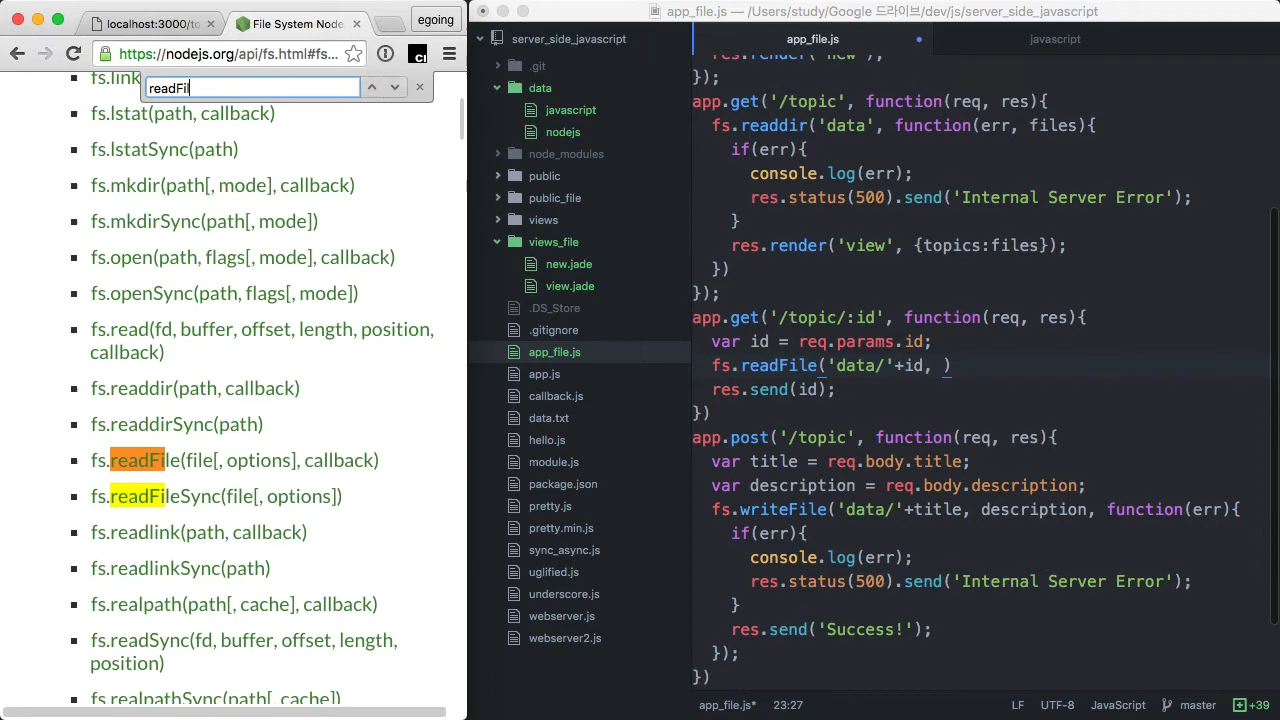 localhost:3000/to
File System Node.
egoing
https://nodejs.org/api/fs.html#fs...
readFil
fs.link
fs.lstat(path, callback)
fs.lstatSync(path)
fs.mkdir(path[, mode], callback)
fs.mkdirSync(path[, mode])
fs.open(path, flags[, mode], callback)
fs.openSync(path, flags[, mode])
fs.read(fd, buffer, offset, length, position,
callback)
fs.readdir(path, callback)
fs.readdirSync(path)
fs.readFile(file[, options], callback)
fs.readFileSync(file[, options])
fs.readlink(path, callback)
fs.readlinkSync(path)
fs.realpath(path[, cache], callback)
fs.readSync(fd, buffer, offset, length,
position)
fs.realpathSync(path[, cache])
app_file.js — /Users/study/Google 드라이브/dev/js/server_side_javascript
server_side_javascript
.git
data
javascript
nodejs
node_modules
public
public_file
views
views_file
new.jade
view.jade
.DS_Store
.gitignore
app_file.js
app.js
callback.js
data.txt
hello.js
module.js
package.json
pretty.js
pretty.min.js
sync_async.js
uglified.js
underscore.js
webserver.js
webserver2.js
app_file.js
javascript
res.render('new');
});
app.get('/topic', function(req, res){
fs.readdir('data', function(err, files){
if(err){
console.log(err);
res.status(500).send('Internal Server Error');
}
res.render('view', {topics:files});
})
});
app.get('/topic/:id', function(req, res){
var id = req.params.id;
fs.readFile('data/'+id, )
res.send(id);
})
app.post('/topic', function(req, res){
var title = req.body.title;
var description = req.body.description;
fs.writeFile('data/'+title, description, function(err){
if(err){
console.log(err);
res.status(500).send('Internal Server Error');
}
res.send('Success!');
});
})
app_file.js* 23:27 LF UTF-8 JavaScript master +39